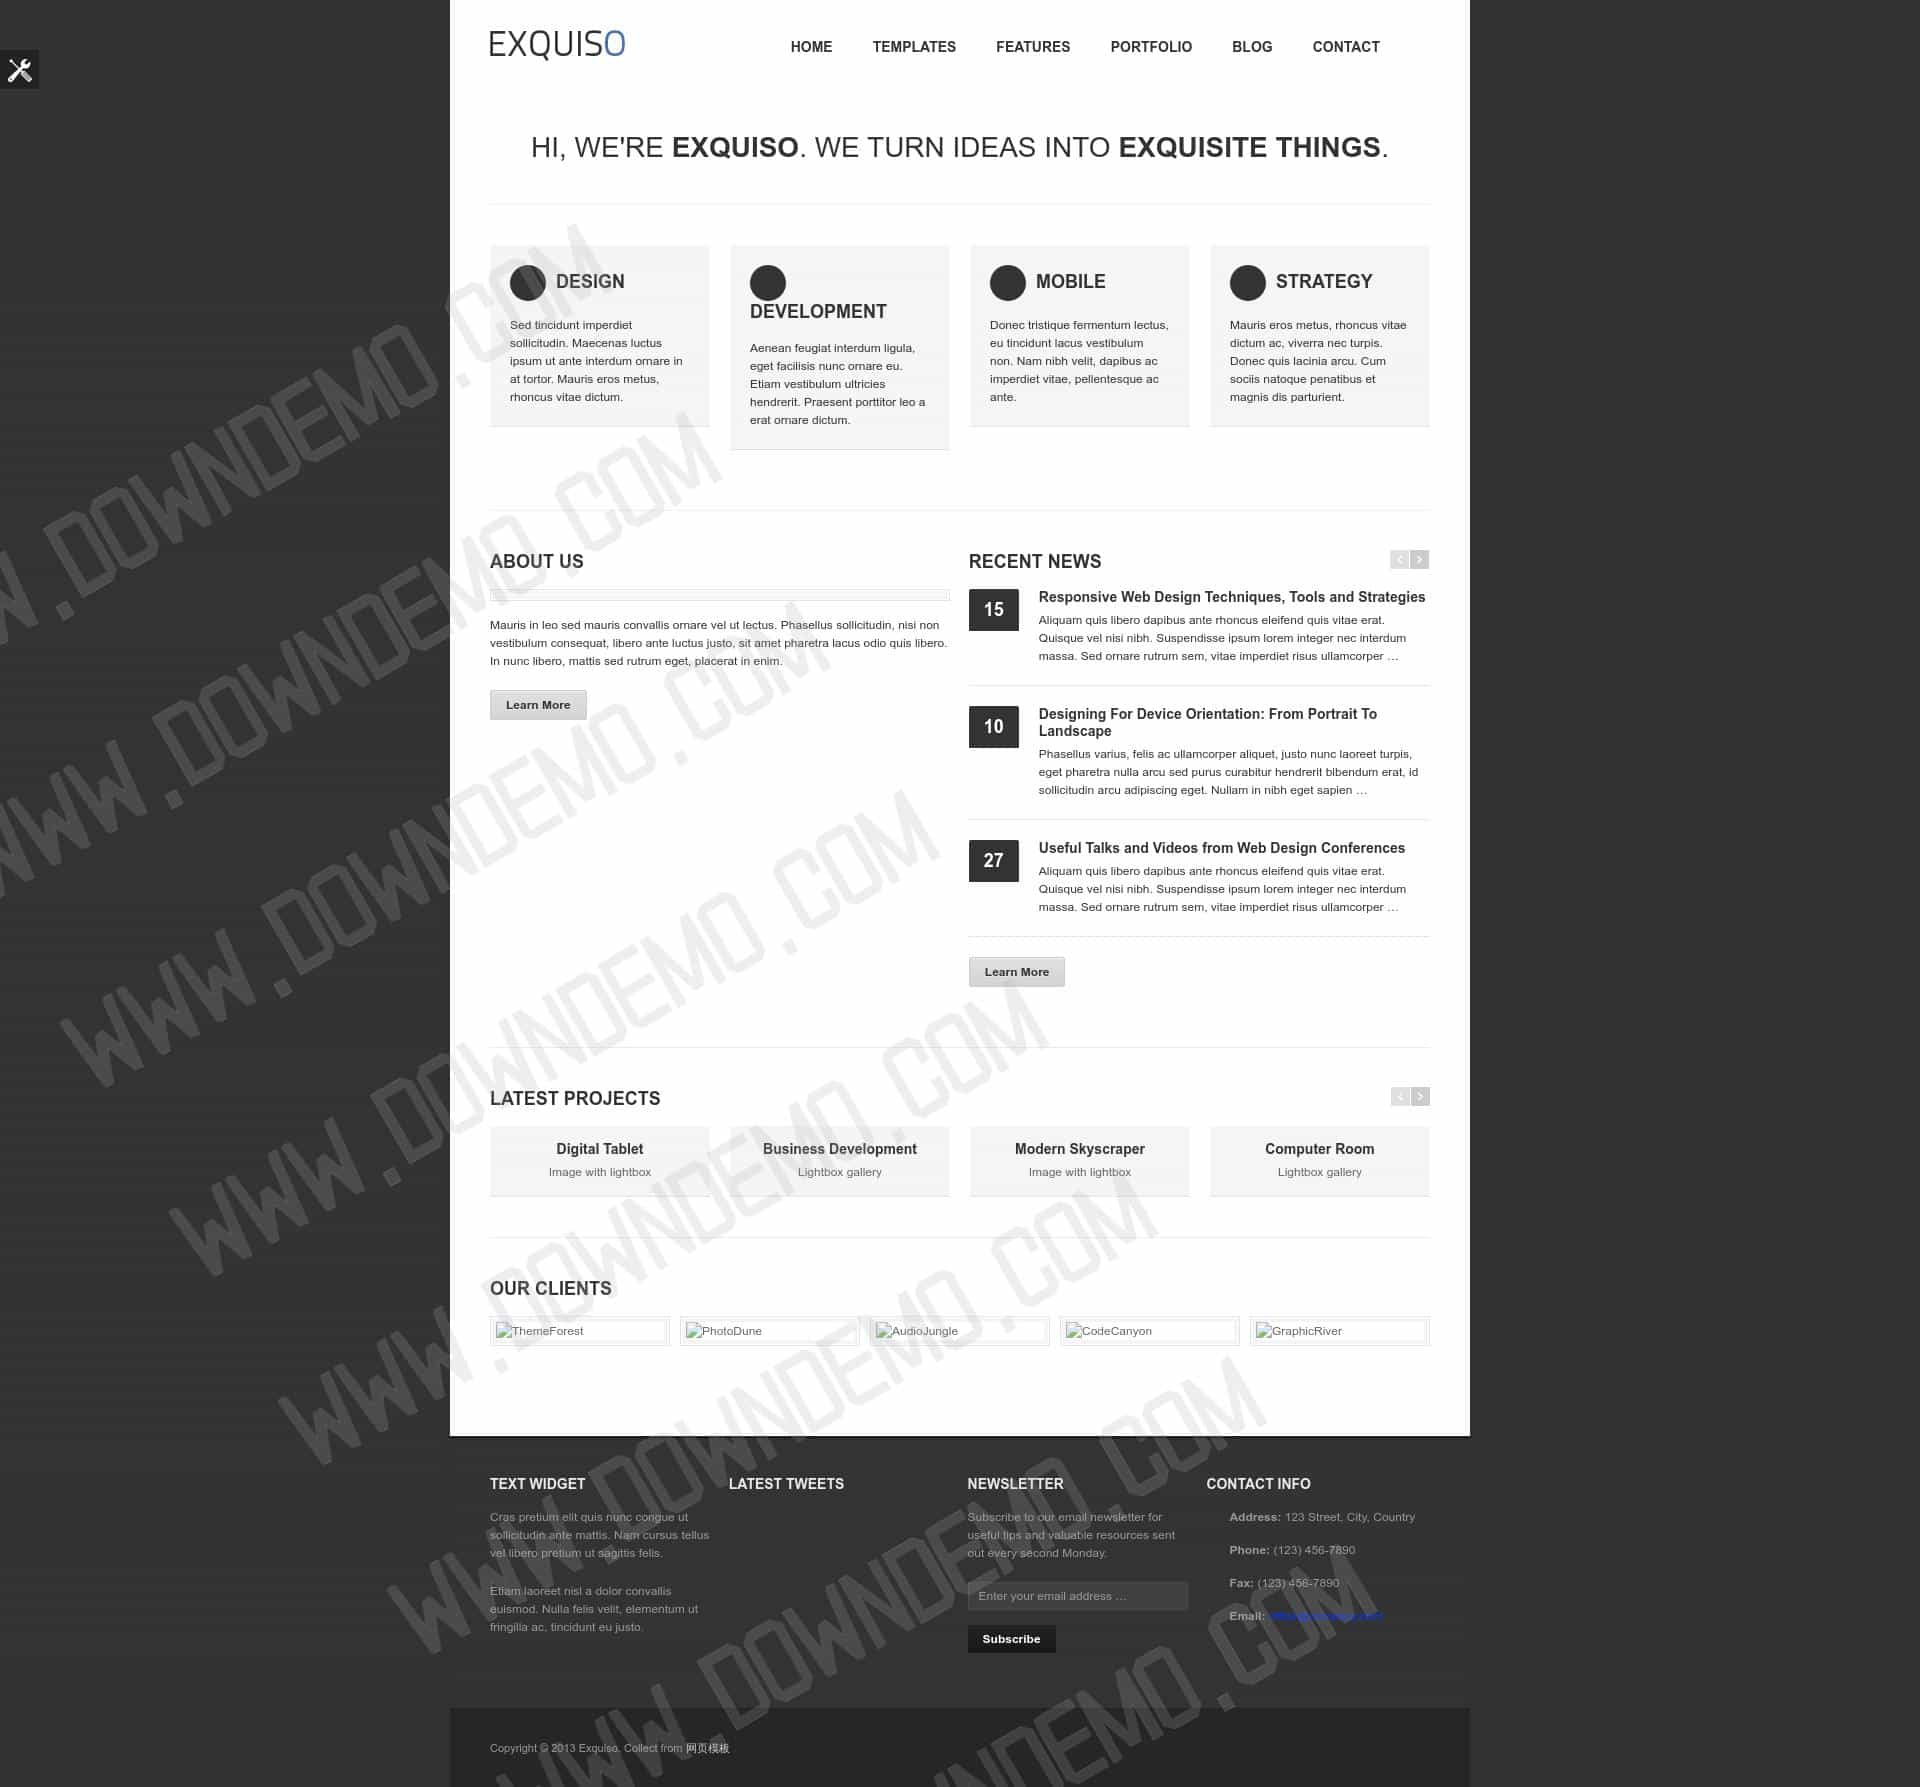 EXQUISO
HOME TEMPLATES FEATURES PORTFOLIO BLOG CONTACT
HI, WE'RE EXQUISO. WE TURN IDEAS INTO EXQUISITE THINGS.
DESIGN
Sed tincidunt imperdiet
sollicitudin. Maecenas luctus
ipsum ut ante interdum ornare in
at tortor. Mauris eros metus,
rhoncus vitae dictum.
DEVELOPMENT
Aenean feugiat interdum ligula,
eget facilisis nunc ornare eu.
Etiam vestibulum ultricies
hendrerit. Praesent porttitor leo a
erat ornare dictum.
MOBILE
Donec tristique fermentum lectus,
eu tincidunt lacus vestibulum
non. Nam nibh velit, dapibus ac
imperdiet vitae, pellentesque ac
ante.
STRATEGY
Mauris eros metus, rhoncus vitae
dictum ac, viverra nec turpis.
Donec quis lacinia arcu. Cum
sociis natoque penatibus et
magnis dis parturient.
ABOUT US
Mauris in leo sed mauris convallis ornare vel ut lectus. Phasellus sollicitudin, nisi non
vestibulum consequat, libero ante luctus justo, sit amet pharetra lacus odio quis libero.
In nunc libero, mattis sed rutrum eget, placerat in enim.
Learn More
RECENT NEWS
15
Responsive Web Design Techniques, Tools and Strategies
Aliquam quis libero dapibus ante rhoncus eleifend quis vitae erat.
Quisque vel nisi nibh. Suspendisse ipsum lorem integer nec interdum
massa. Sed ornare rutrum sem, vitae imperdiet risus ullamcorper …
10
Designing For Device Orientation: From Portrait To
Landscape
Phasellus varius, felis ac ullamcorper aliquet, justo nunc laoreet turpis,
eget pharetra nulla arcu sed purus curabitur hendrerit bibendum erat, id
sollicitudin arcu adipiscing eget. Nullam in nibh eget sapien …
27
Useful Talks and Videos from Web Design Conferences
Aliquam quis libero dapibus ante rhoncus eleifend quis vitae erat.
Quisque vel nisi nibh. Suspendisse ipsum lorem integer nec interdum
massa. Sed ornare rutrum sem, vitae imperdiet risus ullamcorper …
Learn More
LATEST PROJECTS
Digital Tablet
Image with lightbox
Business Development
Lightbox gallery
Modern Skyscraper
Image with lightbox
Computer Room
Lightbox gallery
OUR CLIENTS
ThemeForest
PhotoDune
AudioJungle
CodeCanyon
GraphicRiver
TEXT WIDGET
Cras pretium elit quis nunc congue ut
sollicitudin ante mattis. Nam cursus tellus
vel libero pretium ut sagittis felis.
Etiam laoreet nisl a dolor convallis
euismod. Nulla felis velit, elementum ut
fringilla ac, tincidunt eu justo.
LATEST TWEETS
NEWSLETTER
Subscribe to our email newsletter for
useful tips and valuable resources sent
out every second Monday.
Enter your email address …
Subscribe
CONTACT INFO
Address: 123 Street, City, Country
Phone: (123) 456-7890
Fax: (123) 456-7890
Email:
Copyright © 2013 Exquiso. Collect from 网页模板
WWW.DOWNDEMO.COM
WWW.DOWNDEMO.COM
WWW.DOWNDEMO.COM
WWW.DOWNDEMO.COM
WWW.DOWNDEMO.COM
WWW.DOWNDEMO.COM